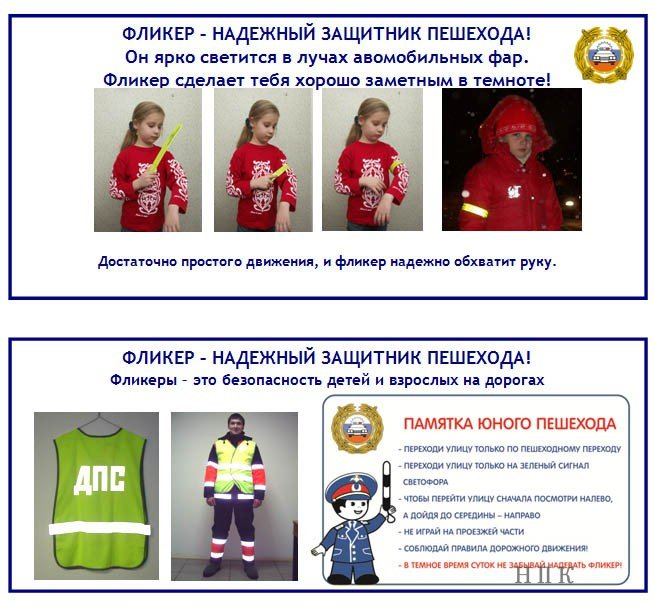 ФЛИКЕР – НАДЕЖНЫЙ ЗАЩИТНИК ПЕШЕХОДА!
Он ярко светится в лучах авомобильных фар.
Фликер сделает тебя хорошо заметным в темноте!
Достаточно простого движения, и фликер надежно обхватит руку.
ФЛИКЕР – НАДЕЖНЫЙ ЗАЩИТНИК ПЕШЕХОДА!
Фликеры – это безопасность детей и взрослых на дорогах
ДПС
ПАМЯТКА ЮНОГО ПЕШЕХОДА
- ПЕРЕХОДИ УЛИЦУ ТОЛЬКО ПО ПЕШЕХОДНОМУ ПЕРЕХОДУ
- ПЕРЕХОДИ УЛИЦУ ТОЛЬКО НА ЗЕЛЕНЫЙ СИГНАЛ
СВЕТОФОРА
- ЧТОБЫ ПЕРЕЙТИ УЛИЦУ СНАЧАЛА ПОСМОТРИ НАЛЕВО,
А ДОЙДЯ ДО СЕРЕДИНЫ – НАПРАВО
- НЕ ИГРАЙ НА ПРОЕЗЖЕЙ ЧАСТИ
- СОБЛЮДАЙ ПРАВИЛА ДОРОЖНОГО ДВИЖЕНИЯ!
- В ТЕМНОЕ ВРЕМЯ СУТОК НЕ ЗАБЫВАЙ НАДЕВАТЬ ФЛИКЕР!
НПК